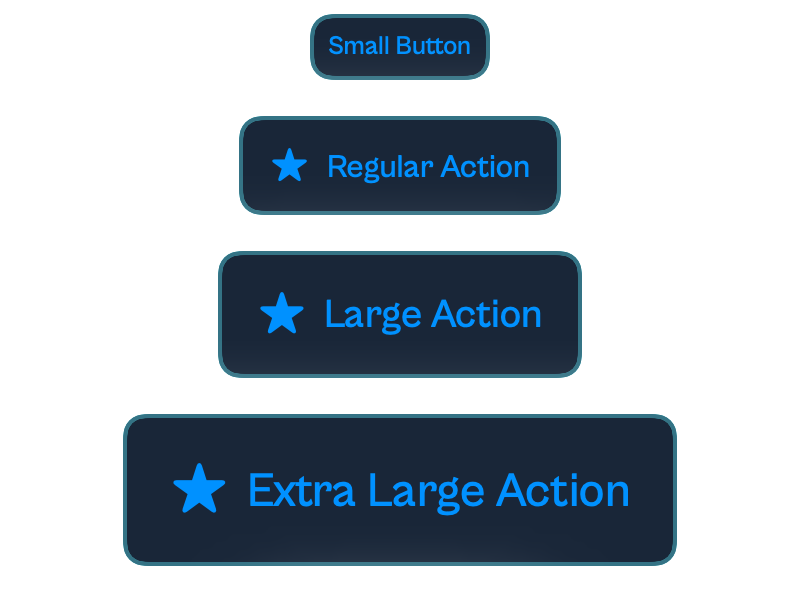 Small Button
Regular Action
Large Action
Extra Large Action